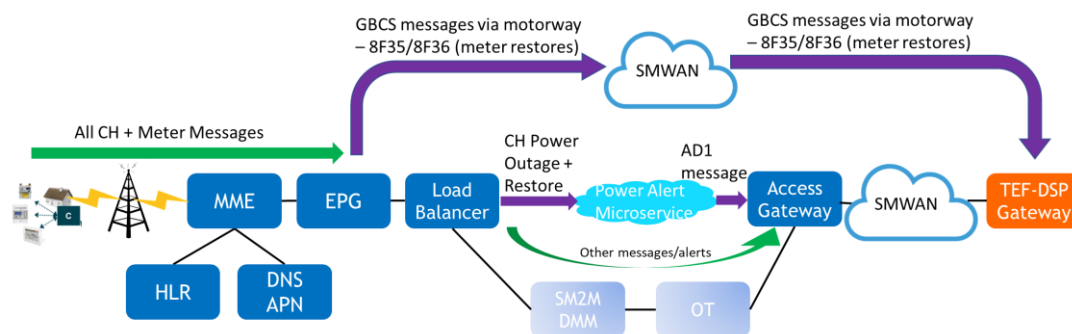 GBCS messages via motorway
– 8F35/8F36 (meter restores)
GBCS messages via motorway
– 8F35/8F36 (meter restores)
SMWAN
All CH + Meter Messages
CH Power
Outage +
Restore
AD1
message
MME
EPG
Load
Balancer
Power Alert
Microservice
Access
Gateway
SMWAN
TEF-DSP
Gateway
C
Other messages/alerts
HLR
DNS
APN
SM2M
DMM
OT